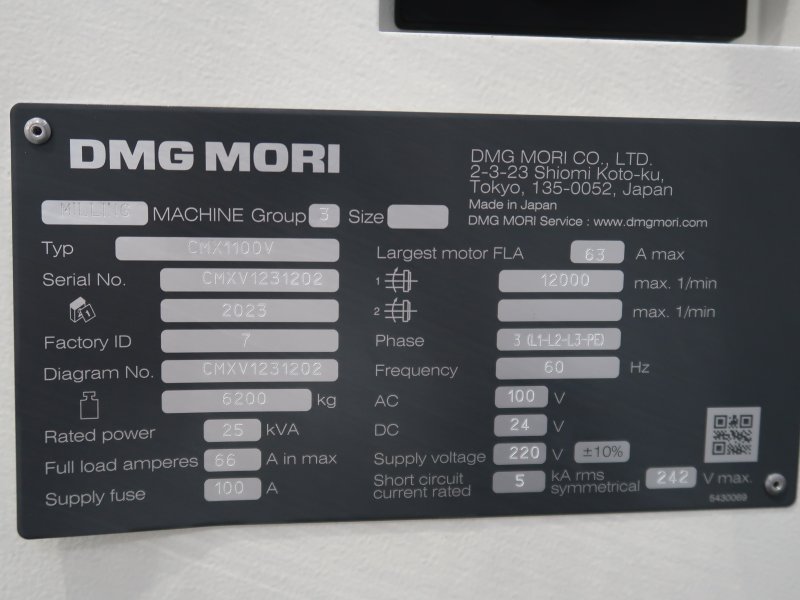 DMG MORI
DMG MORI CO., LTD.
2-3-23 Shiomi Koto-ku,
Tokyo, 135-0052, Japan
Made in Japan
DMG MORI Service : www.dmgmori.com
MILLING MACHINE Group 3 Size
Typ CMX1100V
Serial No. CMXV1231202
2023
Factory ID 7
Diagram No. CMXV1231202
6200 kg
Rated power 25 kVA
Full load amperes 66 A in max
Supply fuse 100 A
Largest motor FLA 63 A max
1 12000 max. 1/min
2 max. 1/min
Phase 3 (L1-L2-L3-PE)
Frequency 60 Hz
AC 100 V
DC 24 V
Supply voltage 220 V ±10%
Short circuit current rated 5 kA rms symmetrical 242 V max.
S430069